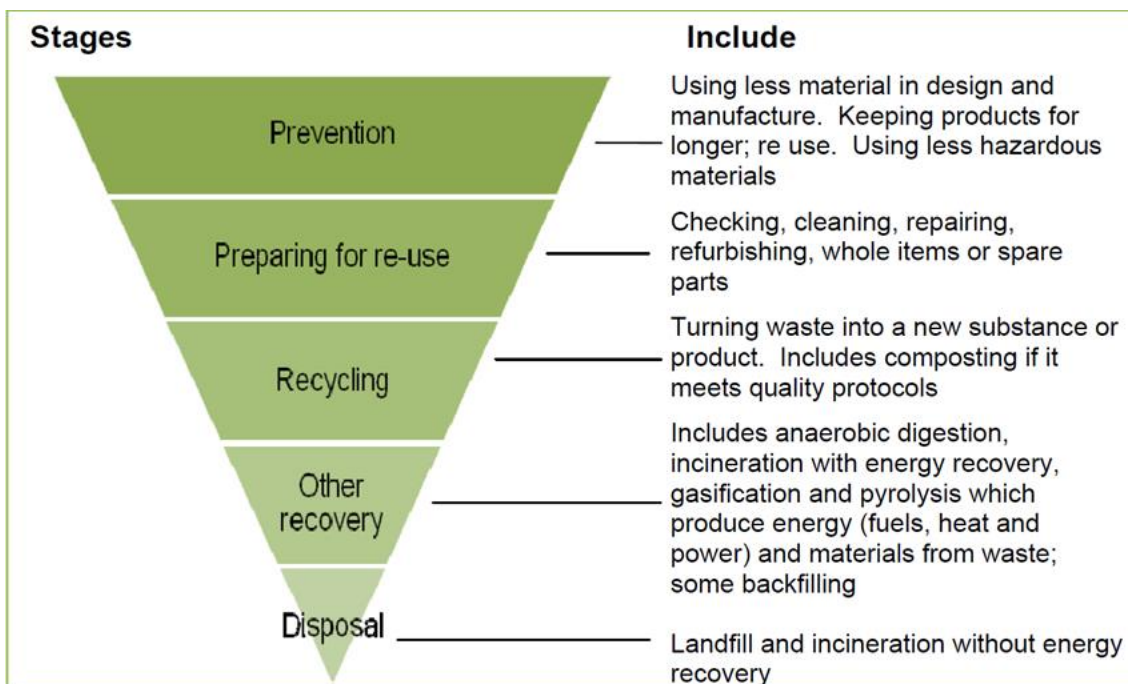 Stages
Include
Prevention
Using less material in design and
manufacture. Keeping products for
longer; re use. Using less hazardous
materials
Preparing for re-use
Checking, cleaning, repairing,
refurbishing, whole items or spare
parts
Recycling
Turning waste into a new substance or
product. Includes composting if it
meets quality protocols
Other
recovery
Includes anaerobic digestion,
incineration with energy recovery,
gasification and pyrolysis which
produce energy (fuels, heat and
power) and materials from waste;
some backfilling
Disposal
Landfill and incineration without energy
recovery